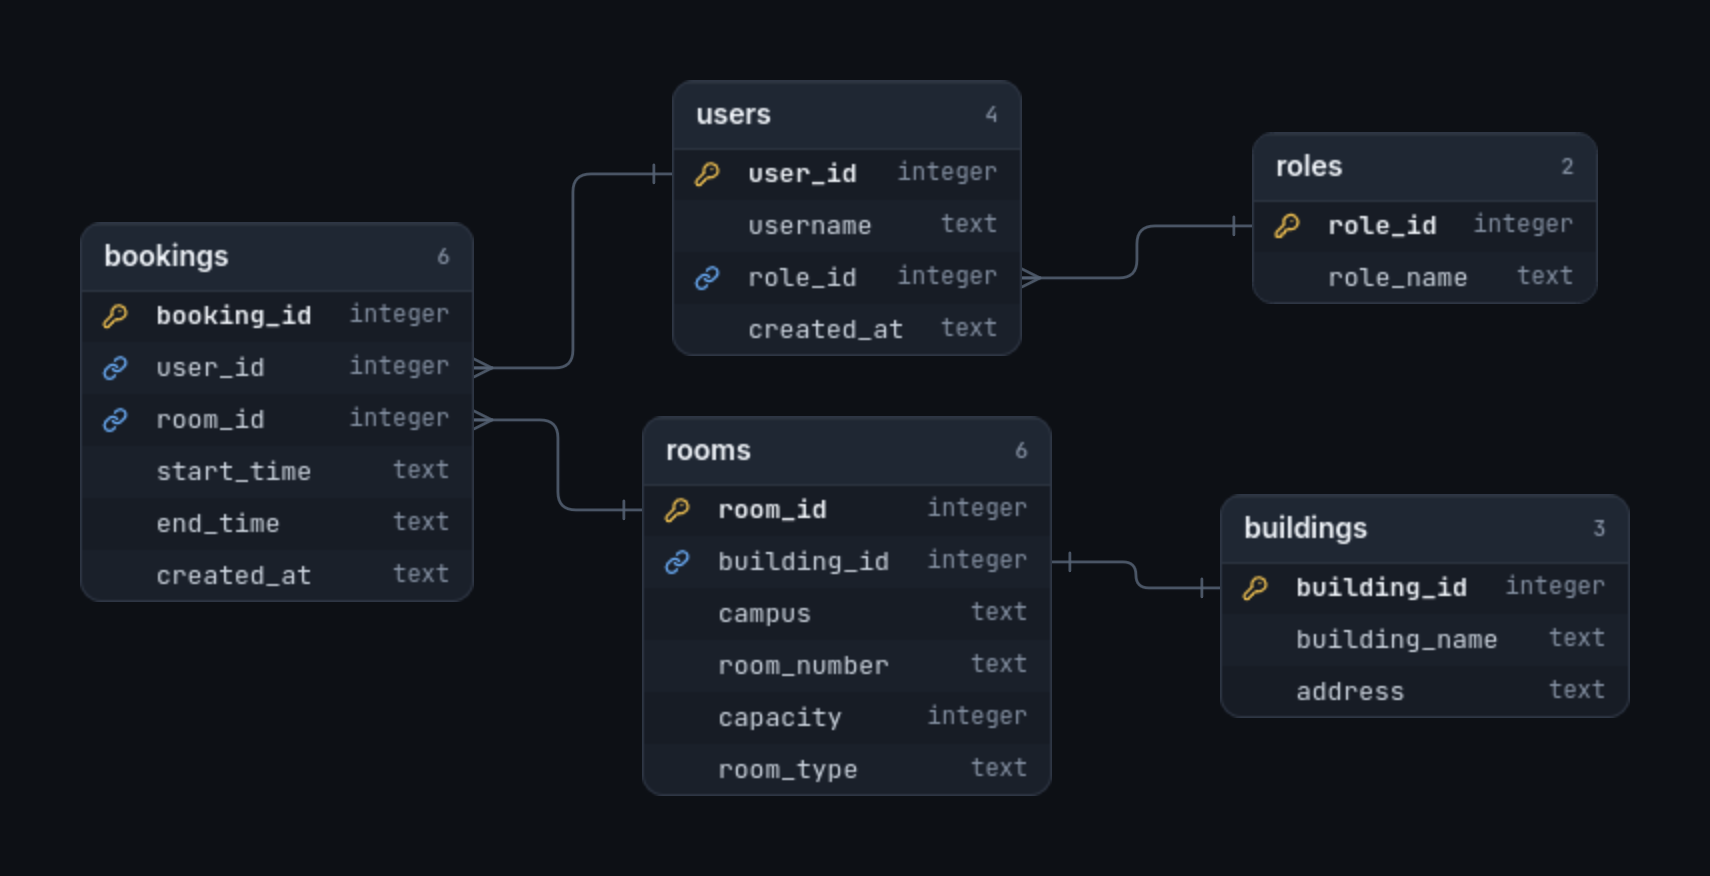 users 4
user_id integer
username text
role_id integer
created_at text
roles 2
role_id integer
role_name text
bookings 6
booking_id integer
user_id integer
room_id integer
start_time text
end_time text
created_at text
rooms 6
room_id integer
building_id integer
campus text
room_number text
capacity integer
room_type text
buildings 3
building_id integer
building_name text
address text